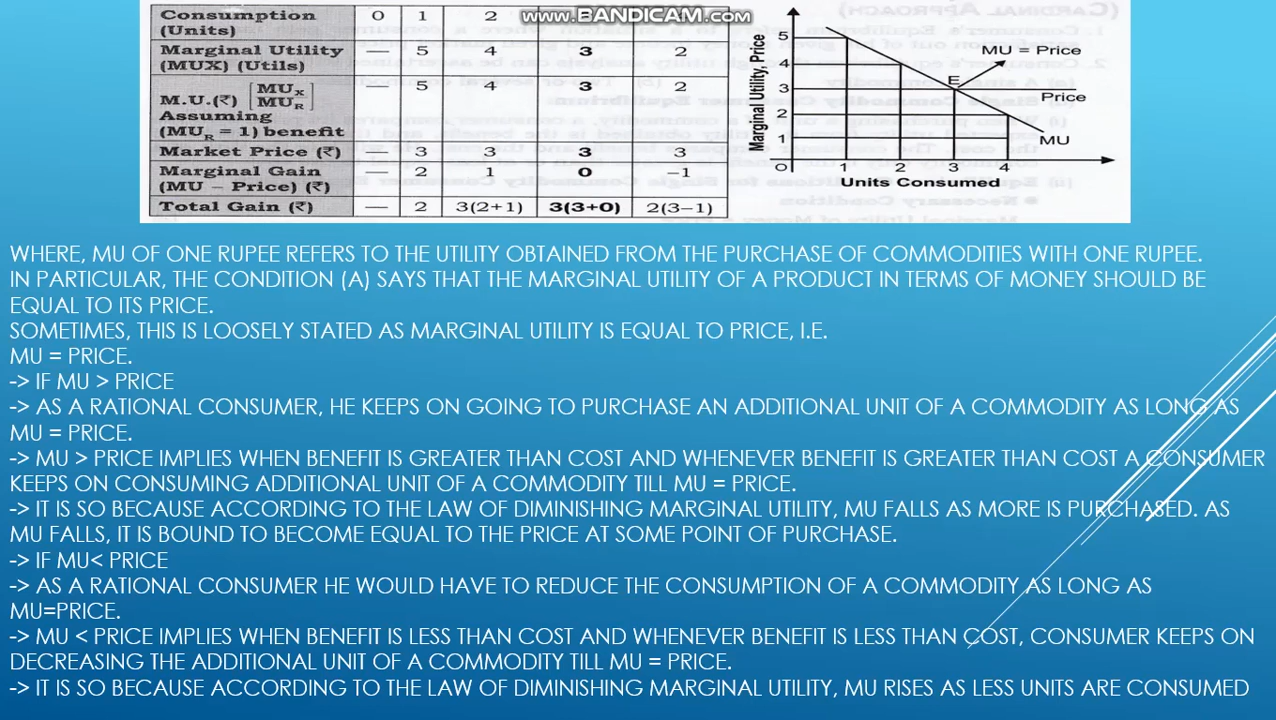 WWW.BANDICAM.COM
Consumption 0 1 2
(Units)
Marginal Utility 5 4 3 2
(MUX) (Utils)
M.U.(₹) [MUx/MUR] — 5 4 3 2
Assuming
(MUR = 1) benefit
Market Price (₹) — 3 3 3 3
Marginal Gain — 2 1 0 −1
(MU – Price) (₹)
Total Gain (₹) — 2 3(2+1) 3(3+0) 2(3−1)
Marginal Utility, Price
5
4
3
2
1
O 1 2 3 4
Units Consumed
MU = Price
E
Price
MU
WHERE, MU OF ONE RUPEE REFERS TO THE UTILITY OBTAINED FROM THE PURCHASE OF COMMODITIES WITH ONE RUPEE.
IN PARTICULAR, THE CONDITION (A) SAYS THAT THE MARGINAL UTILITY OF A PRODUCT IN TERMS OF MONEY SHOULD BE
EQUAL TO ITS PRICE.
SOMETIMES, THIS IS LOOSELY STATED AS MARGINAL UTILITY IS EQUAL TO PRICE, I.E.
MU = PRICE.
-> IF MU > PRICE
-> AS A RATIONAL CONSUMER, HE KEEPS ON GOING TO PURCHASE AN ADDITIONAL UNIT OF A COMMODITY AS LONG AS
MU = PRICE.
-> MU > PRICE IMPLIES WHEN BENEFIT IS GREATER THAN COST AND WHENEVER BENEFIT IS GREATER THAN COST A CONSUMER
KEEPS ON CONSUMING ADDITIONAL UNIT OF A COMMODITY TILL MU = PRICE.
-> IT IS SO BECAUSE ACCORDING TO THE LAW OF DIMINISHING MARGINAL UTILITY, MU FALLS AS MORE IS PURCHASED. AS
MU FALLS, IT IS BOUND TO BECOME EQUAL TO THE PRICE AT SOME POINT OF PURCHASE.
-> IF MU< PRICE
-> AS A RATIONAL CONSUMER HE WOULD HAVE TO REDUCE THE CONSUMPTION OF A COMMODITY AS LONG AS
MU=PRICE.
-> MU < PRICE IMPLIES WHEN BENEFIT IS LESS THAN COST AND WHENEVER BENEFIT IS LESS THAN COST, CONSUMER KEEPS ON
DECREASING THE ADDITIONAL UNIT OF A COMMODITY TILL MU = PRICE.
-> IT IS SO BECAUSE ACCORDING TO THE LAW OF DIMINISHING MARGINAL UTILITY, MU RISES AS LESS UNITS ARE CONSUMED